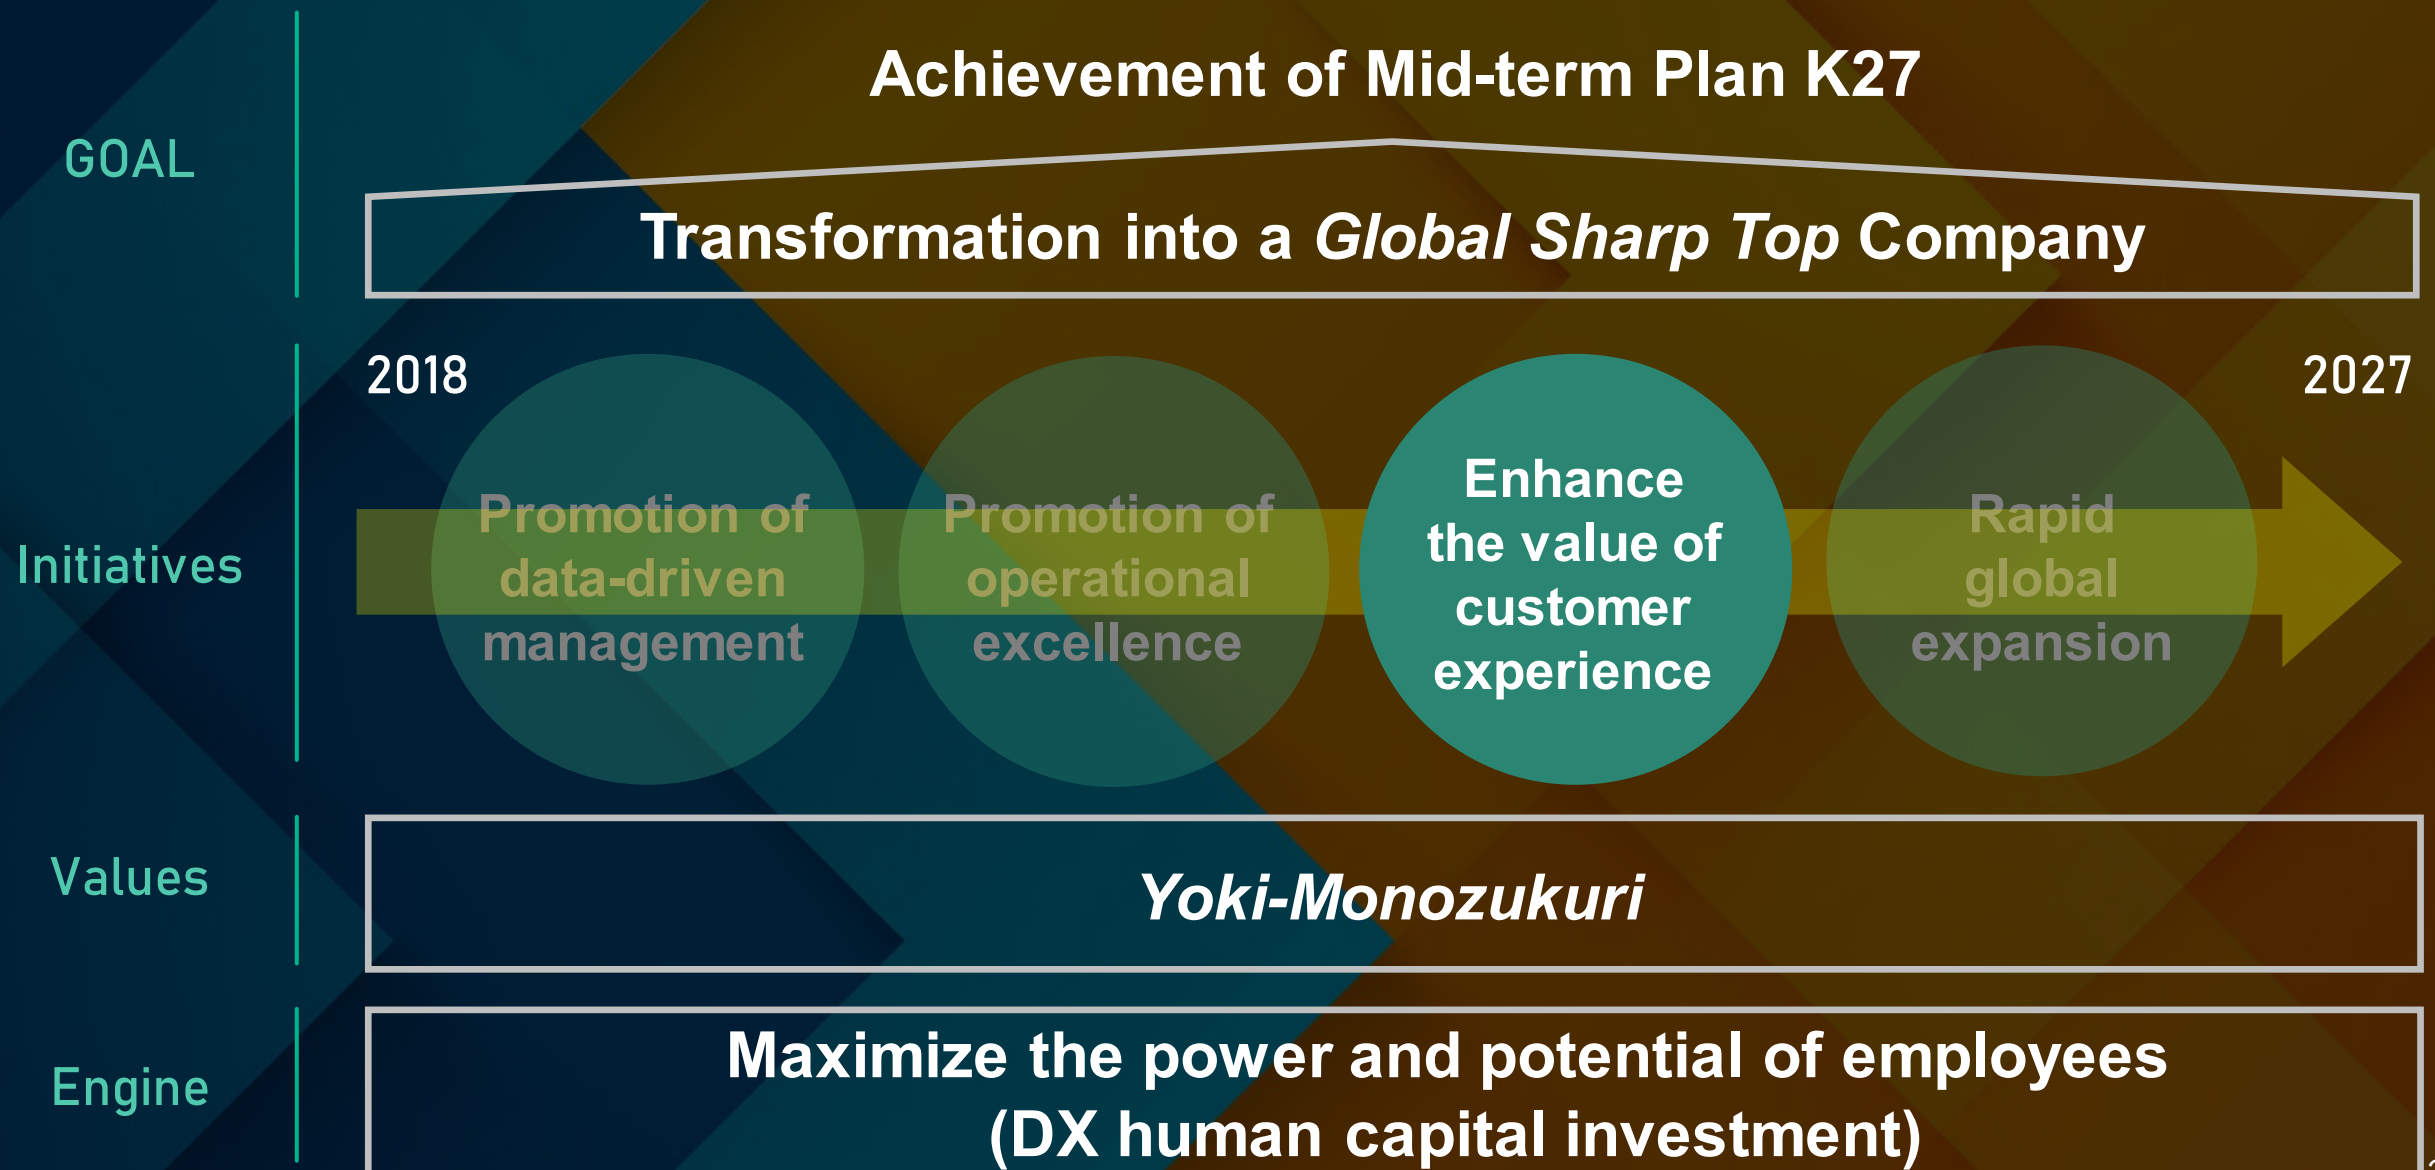 Achievement of Mid-term Plan K27
GOAL
Transformation into a Global Sharp Top Company
2018
2027
Initiatives
Promotion of
data-driven
management
Promotion of
operational
excellence
Enhance
the value of
customer
experience
Rapid
global
expansion
Values
Yoki-Monozukuri
Engine
Maximize the power and potential of employees
(DX human capital investment)